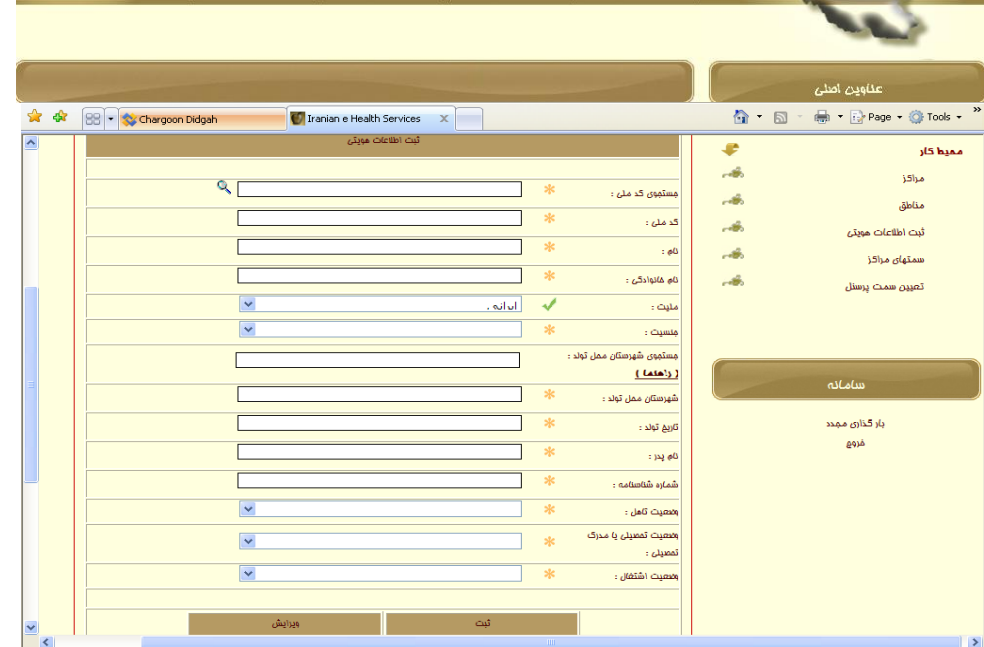 عناوین اصلی
Chargoon Didgah
Iranian e Health Services X
Page
Tools
»
ثبت اطلاعات هویتی
جستجوی کد ملی :
کد ملی :
نام :
نام خانوادگی :
ملیت :
جنسیت :
جستجوی شهرستان محل تولد :
( راهنما )
شهرستان محل تولد :
تاریخ تولد :
نام پدر :
شماره شناسنامه :
وضعیت تاهل :
وضعیت تحصیلی یا مدرک
تحصیلی :
وضعیت اشتغال :
ثبت
ویرایش
محیط کار
مراکز
مناطق
ثبت اطلاعات هویتی
سمتهای مراکز
تعیین سمت پرسنل
سامانه
بار گذاری مجدد
خروج